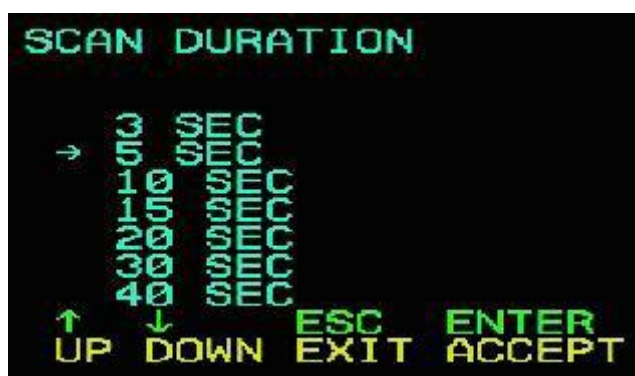 SCAN DURATION
3 SEC
→ 5 SEC
10 SEC
15 SEC
20 SEC
30 SEC
40 SEC
↑ ↓ ESC ENTER
UP DOWN EXIT ACCEPT